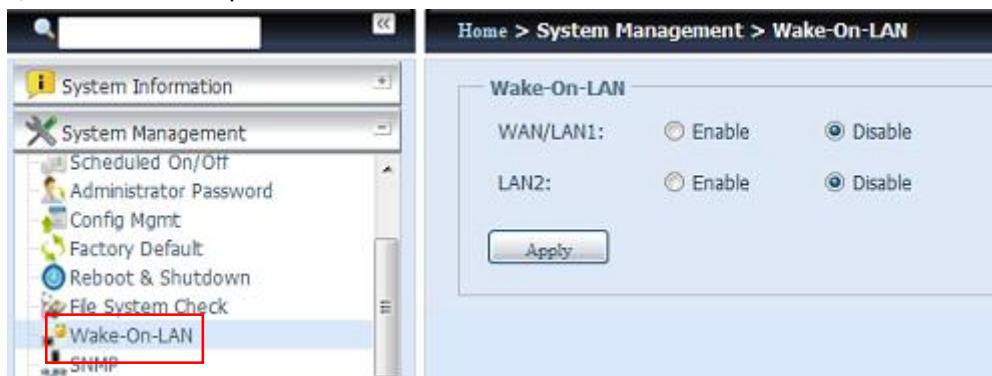 Home > System Management > Wake-On-LAN
System Information
System Management
Scheduled On/Off
Administrator Password
Config Mgmt
Factory Default
Reboot & Shutdown
File System Check
Wake-On-LAN
SNMP
Wake-On-LAN
WAN/LAN1: Enable Disable
LAN2: Enable Disable
Apply